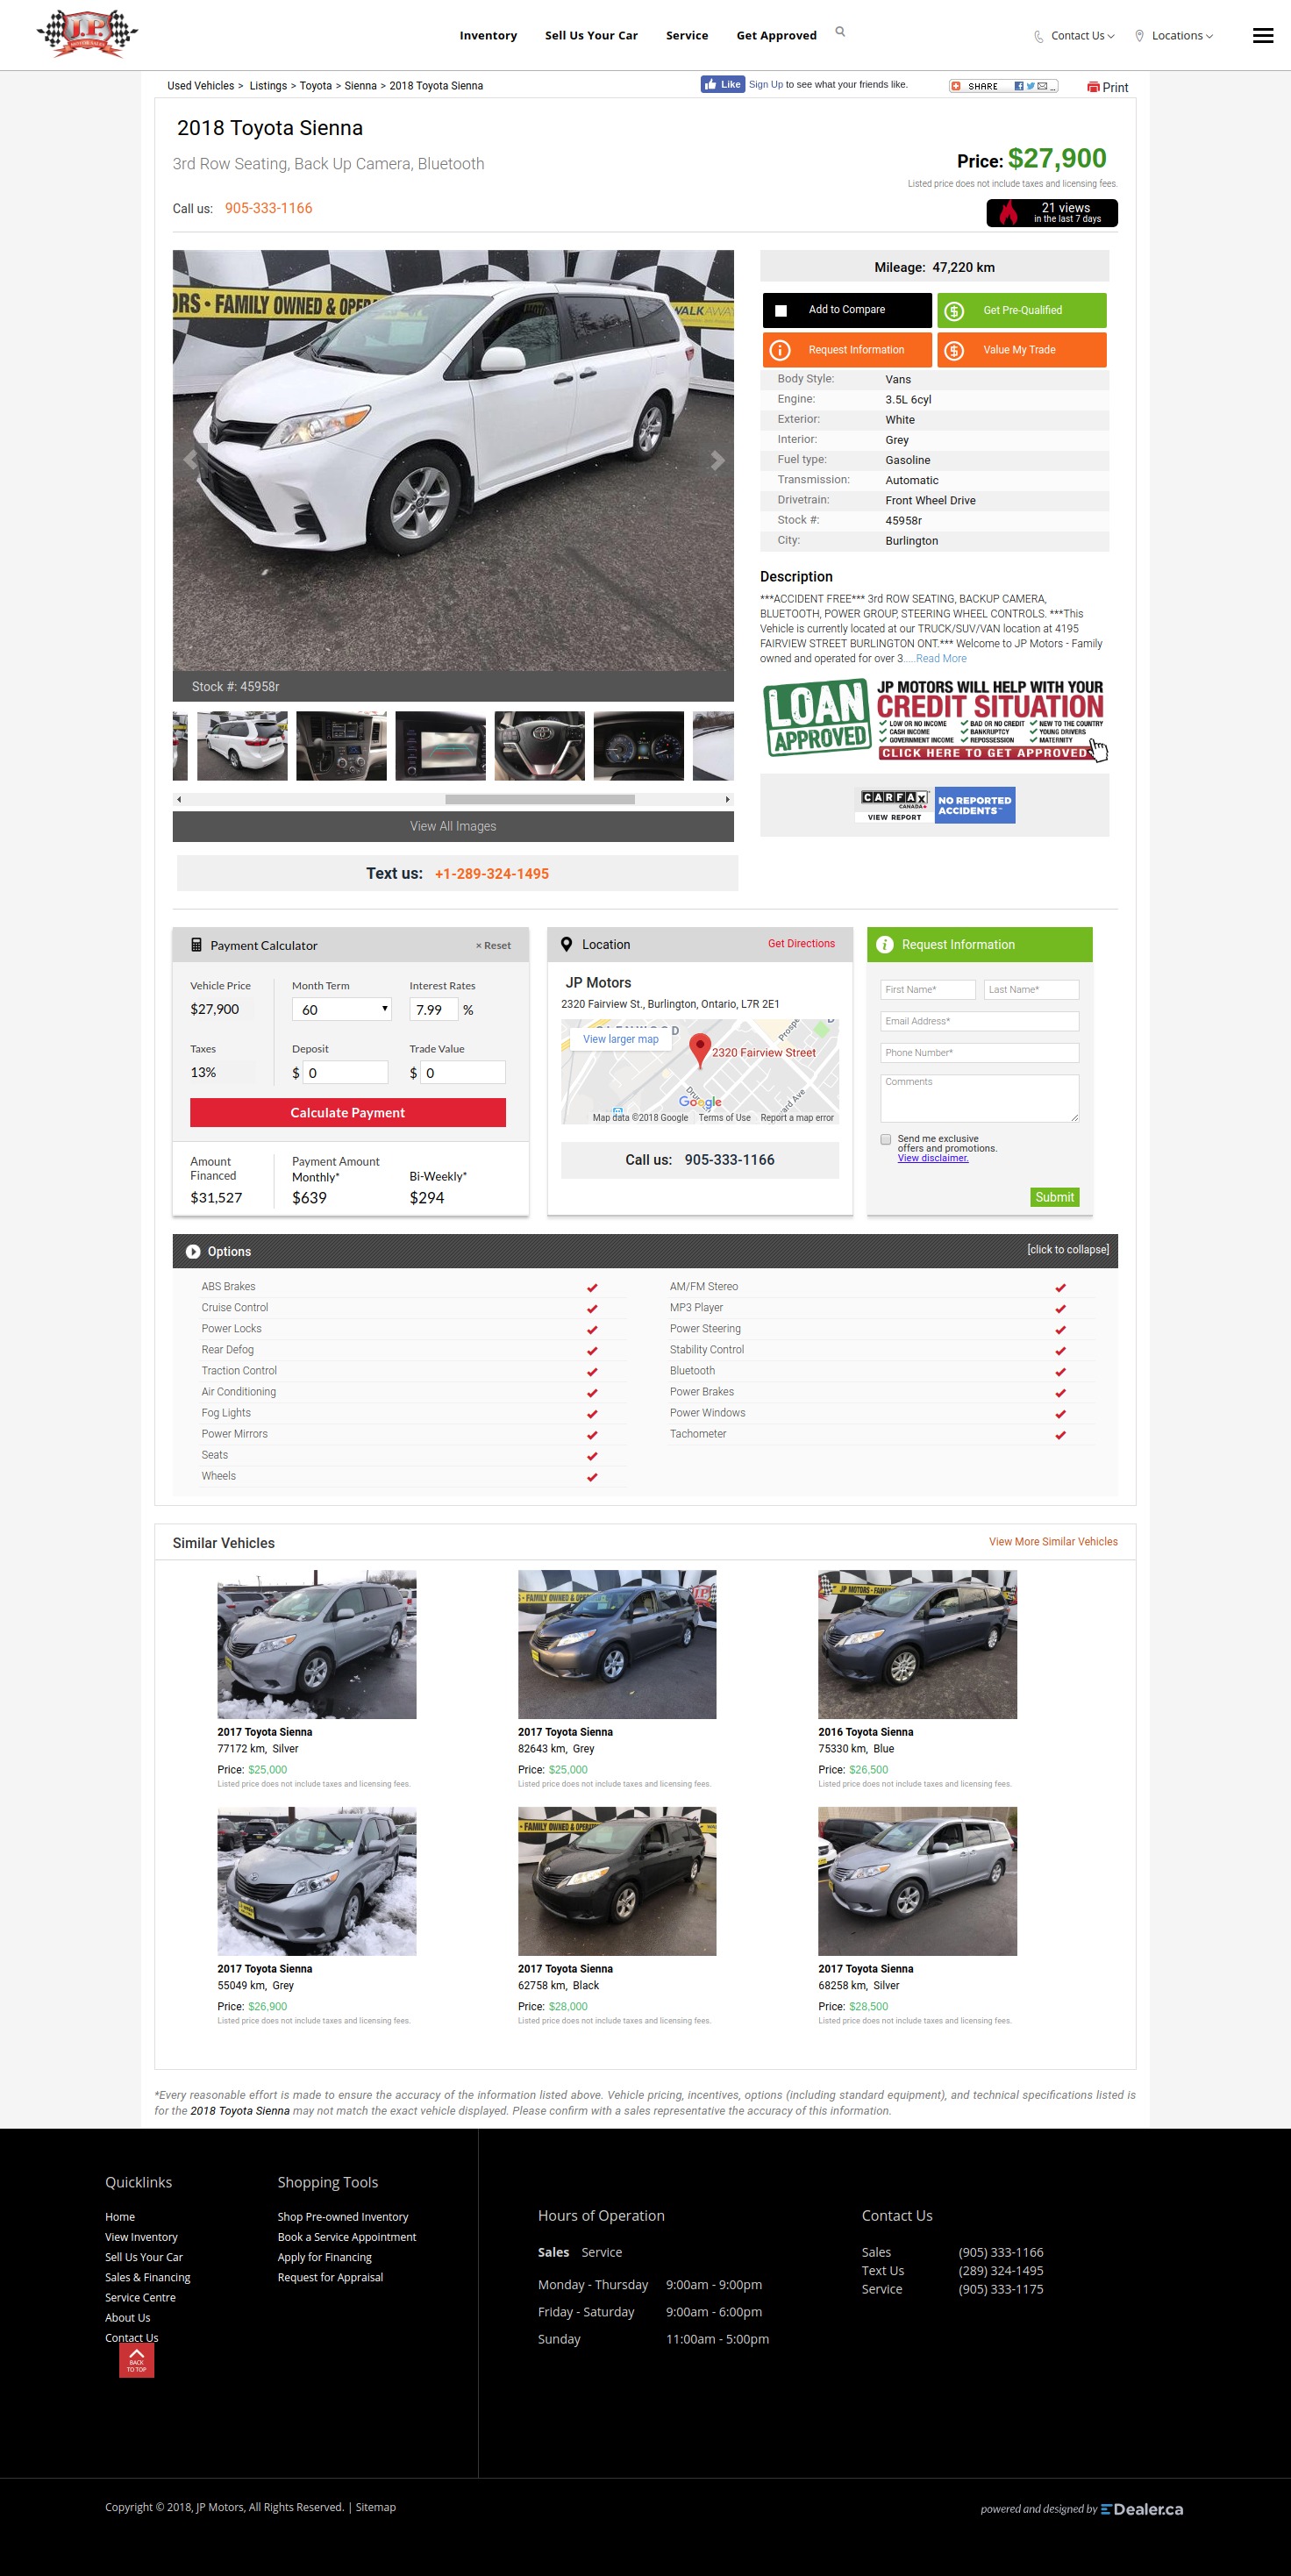 J.P.
Inventory
Sell Us Your Car
Service
Get Approved
Contact Us
Locations
Used Vehicles > Listings > Toyota > Sienna > 2018 Toyota Sienna
Like
Sign Up to see what your friends like.
SHARE
Print
2018 Toyota Sienna
3rd Row Seating, Back Up Camera, Bluetooth
Price: $27,900
Listed price does not include taxes and licensing fees.
Call us: 905-333-1166
21 views
in the last 7 days
ORS • FAMILY OWNED & OPER
WALKAWAY
Stock #: 45958r
View All Images
Text us: +1-289-324-1495
Mileage: 47,220 km
Add to Compare
Get Pre-Qualified
Request Information
Value My Trade
Body Style: Vans
Engine: 3.5L 6cyl
Exterior: White
Interior: Grey
Fuel type: Gasoline
Transmission: Automatic
Drivetrain: Front Wheel Drive
Stock #: 45958r
City: Burlington
Description
***ACCIDENT FREE*** 3rd ROW SEATING, BACKUP CAMERA,
BLUETOOTH, POWER GROUP, STEERING WHEEL CONTROLS. ***This
Vehicle is currently located at our TRUCK/SUV/VAN location at 4195
FAIRVIEW STREET BURLINGTON ONT.*** Welcome to JP Motors - Family
owned and operated for over 3.....Read More
LOAN
APPROVED
JP MOTORS WILL HELP WITH YOUR
CREDIT SITUATION
LOW OR NO INCOME
BAD OR NO CREDIT
NEW TO THE COUNTRY
CASH INCOME
BANKRUPTCY
YOUNG DRIVERS
GOVERNMENT INCOME
REPOSSESSION
MATERNITY
CLICK HERE TO GET APPROVED
CARFAX
CANADA
VIEW REPORT
NO REPORTED
ACCIDENTS™
Payment Calculator
× Reset
Vehicle Price
Month Term
Interest Rates
$27,900
60
7.99 %
Taxes
Deposit
Trade Value
13%
$ 0
$ 0
Calculate Payment
Amount
Financed
Payment Amount
Monthly*
Bi-Weekly*
$31,527
$639
$294
Location
Get Directions
JP Motors
2320 Fairview St., Burlington, Ontario, L7R 2E1
View larger map
2320 Fairview Street
Google
Map data ©2018 Google
Terms of Use
Report a map error
Call us: 905-333-1166
Request Information
First Name*
Last Name*
Email Address*
Phone Number*
Comments
Send me exclusive
offers and promotions.
View disclaimer.
Submit
Options
[click to collapse]
ABS Brakes
AM/FM Stereo
Cruise Control
MP3 Player
Power Locks
Power Steering
Rear Defog
Stability Control
Traction Control
Bluetooth
Air Conditioning
Power Brakes
Fog Lights
Power Windows
Power Mirrors
Tachometer
Seats
Wheels
Similar Vehicles
View More Similar Vehicles
2017 Toyota Sienna
77172 km, Silver
Price: $25,000
Listed price does not include taxes and licensing fees.
2017 Toyota Sienna
82643 km, Grey
Price: $25,000
Listed price does not include taxes and licensing fees.
2016 Toyota Sienna
75330 km, Blue
Price: $26,500
Listed price does not include taxes and licensing fees.
2017 Toyota Sienna
55049 km, Grey
Price: $26,900
Listed price does not include taxes and licensing fees.
2017 Toyota Sienna
62758 km, Black
Price: $28,000
Listed price does not include taxes and licensing fees.
2017 Toyota Sienna
68258 km, Silver
Price: $28,500
Listed price does not include taxes and licensing fees.
*Every reasonable effort is made to ensure the accuracy of the information listed above. Vehicle pricing, incentives, options (including standard equipment), and technical specifications listed is
for the 2018 Toyota Sienna may not match the exact vehicle displayed. Please confirm with a sales representative the accuracy of this information.
Quicklinks
Home
View Inventory
Sell Us Your Car
Sales & Financing
Service Centre
About Us
Contact Us
BACK
TO TOP
Shopping Tools
Shop Pre-owned Inventory
Book a Service Appointment
Apply for Financing
Request for Appraisal
Hours of Operation
Sales Service
Monday - Thursday 9:00am - 9:00pm
Friday - Saturday 9:00am - 6:00pm
Sunday 11:00am - 5:00pm
Contact Us
Sales (905) 333-1166
Text Us (289) 324-1495
Service (905) 333-1175
Copyright © 2018, JP Motors, All Rights Reserved. | Sitemap
powered and designed by EDealer.ca